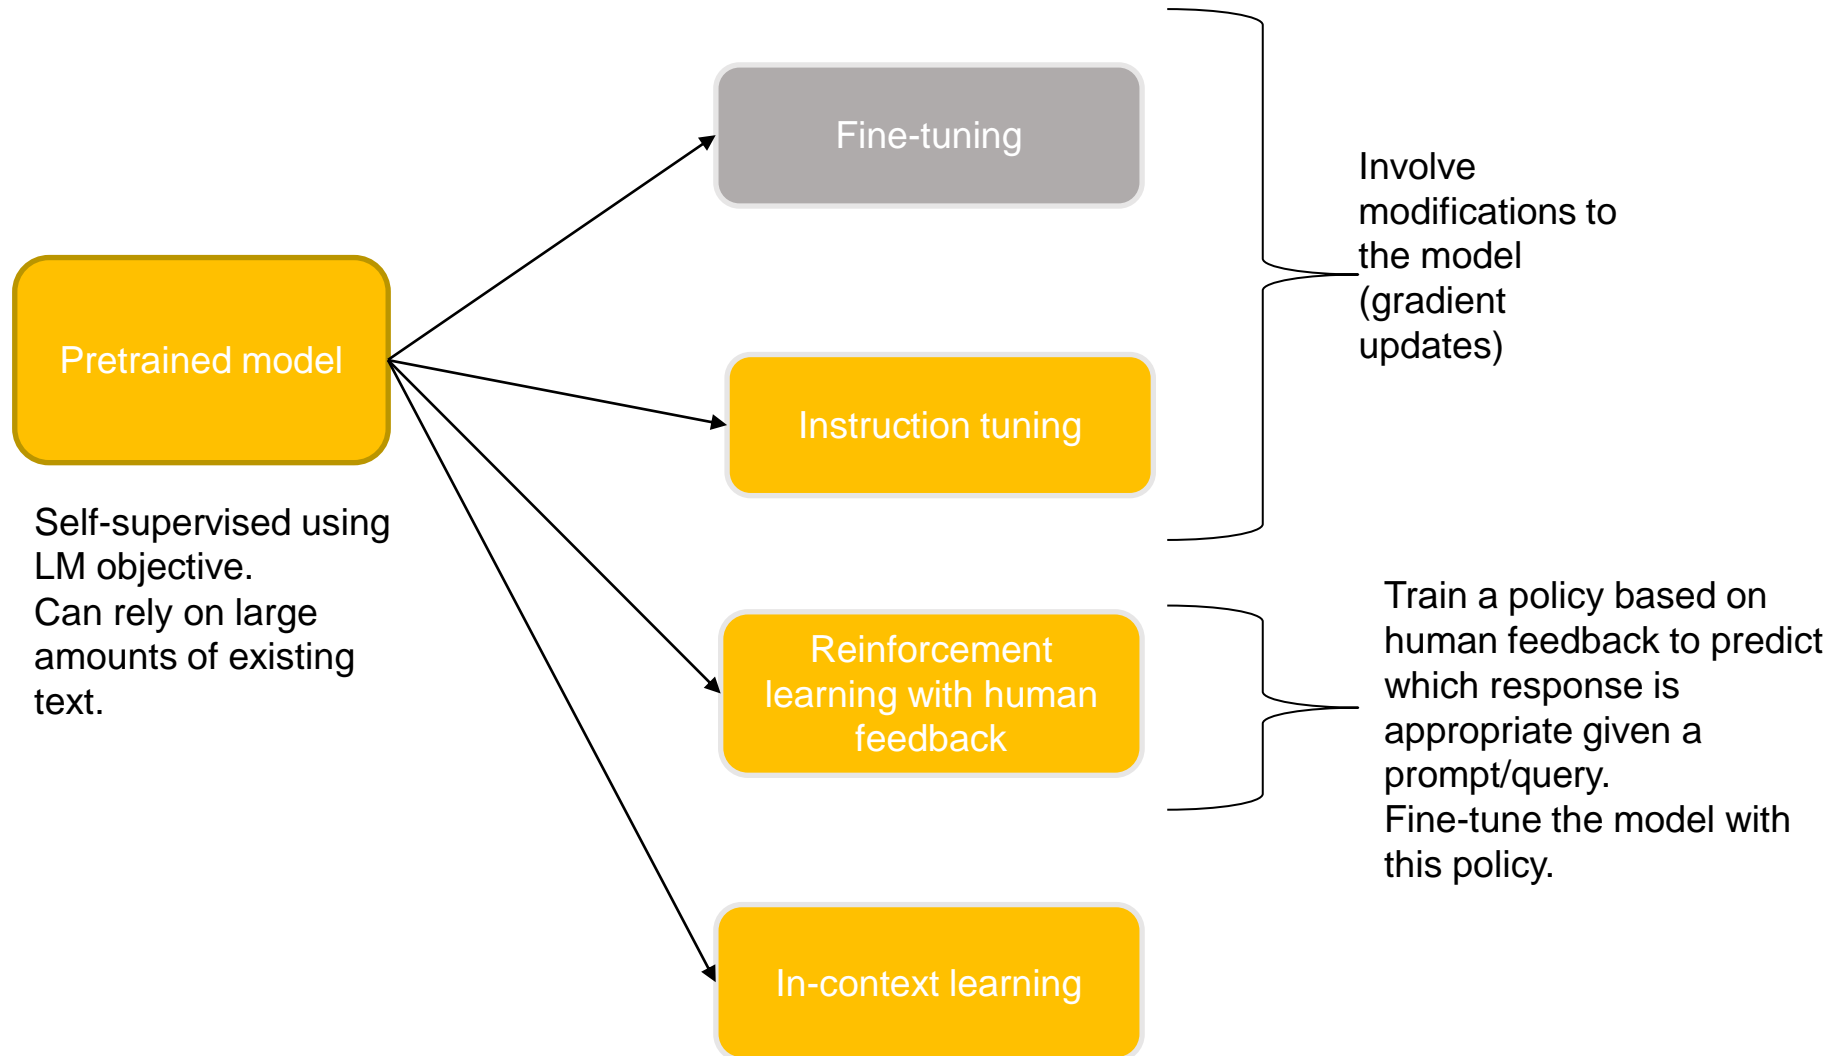 Fine-tuning
Involve
modifications to
the model
(gradient
updates)
Pretrained model
Instruction tuning
Self-supervised using
LM objective.
Can rely on large
amounts of existing
text.
Reinforcement
learning with human
feedback
Train a policy based on
human feedback to predict
which response is
appropriate given a
prompt/query.
Fine-tune the model with
this policy.
In-context learning